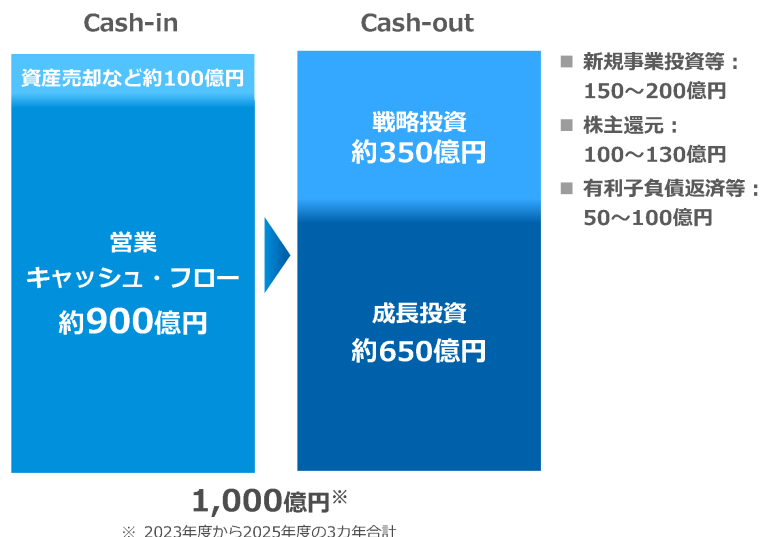 Cash-in
Cash-out
資産売却など約100億円
営業
キャッシュ・フロー
約900億円
戦略投資
約350億円
成長投資
約650億円
■ 新規事業投資等：
150～200億円
■ 株主還元：
100～130億円
■ 有利子負債返済等：
50～100億円
1,000億円※
※ 2023年度から2025年度の3カ年合計